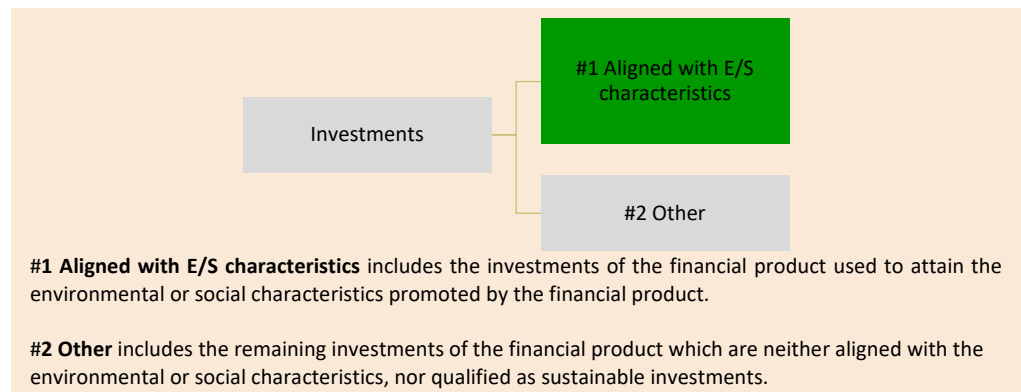 #1 Aligned with E/S
characteristics
Investments
#2 Other
#1 Aligned with E/S characteristics includes the investments of the financial product used to attain the
environmental or social characteristics promoted by the financial product.
#2 Other includes the remaining investments of the financial product which are neither aligned with the
environmental or social characteristics, nor qualified as sustainable investments.